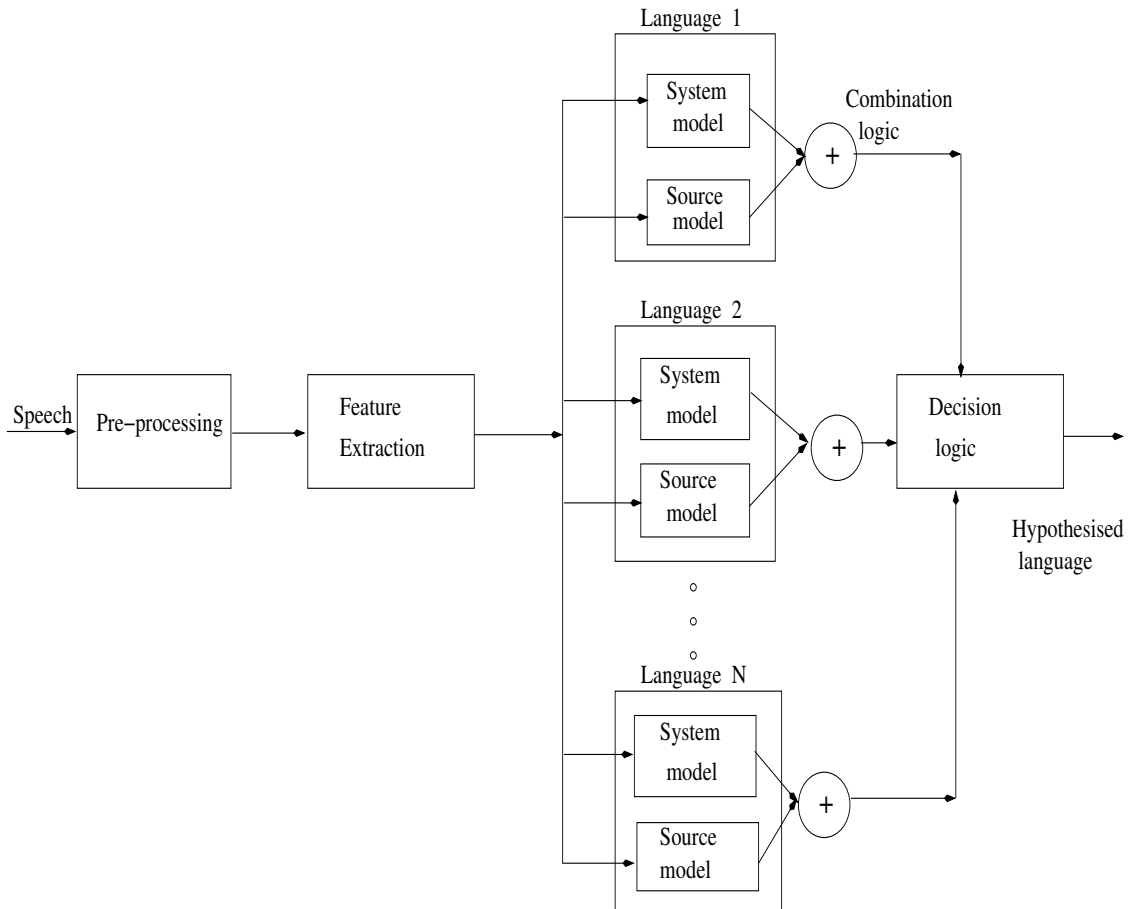 Language 1
System
model
Source
model
+
Combination
logic
Language 2
System
model
Source
model
+
Speech
Pre-processing
Feature
Extraction
Decision
logic
Hypothesised
language
Language N
System
model
Source
model
+